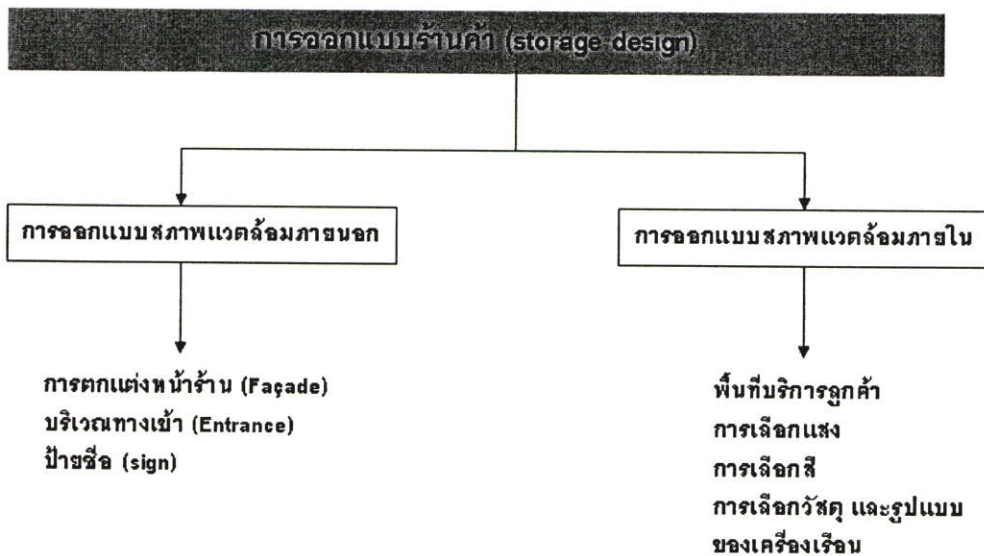 การออกแบบร้านค้า (storage design)
การออกแบบสภาพแวดล้อมภายนอก
การตกแต่งหน้าร้าน (Façade)
บริเวณทางเข้า (Entrance)
ป้ายชื่อ (sign)
การออกแบบสภาพแวดล้อมภายใน
พื้นที่บริการลูกค้า
การเลือกแสง
การเลือกสี
การเลือกวัสดุ และรูปแบบ
ของเครื่องเรือน